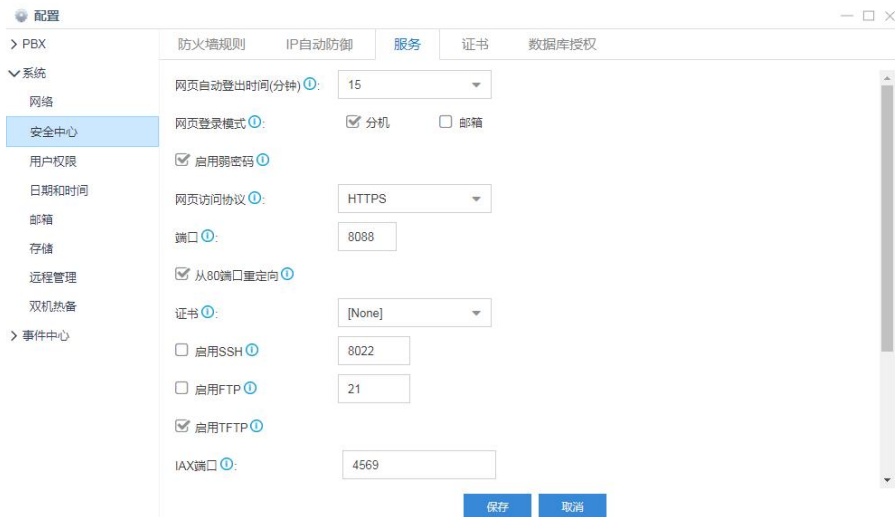 配置
PBX
系统
网络
安全中心
用户权限
日期和时间
邮箱
存储
远程管理
双机热备
事件中心
防火墙规则 IP自动防御 服务 证书 数据库授权
网页自动登出时间(分钟): 15
网页登录模式: 分机 邮箱
启用弱密码
网页访问协议: HTTPS
端口: 8088
从80端口重定向
证书: [None]
启用SSH 8022
启用FTP 21
启用TFTP
IAX端口: 4569
保存 取消